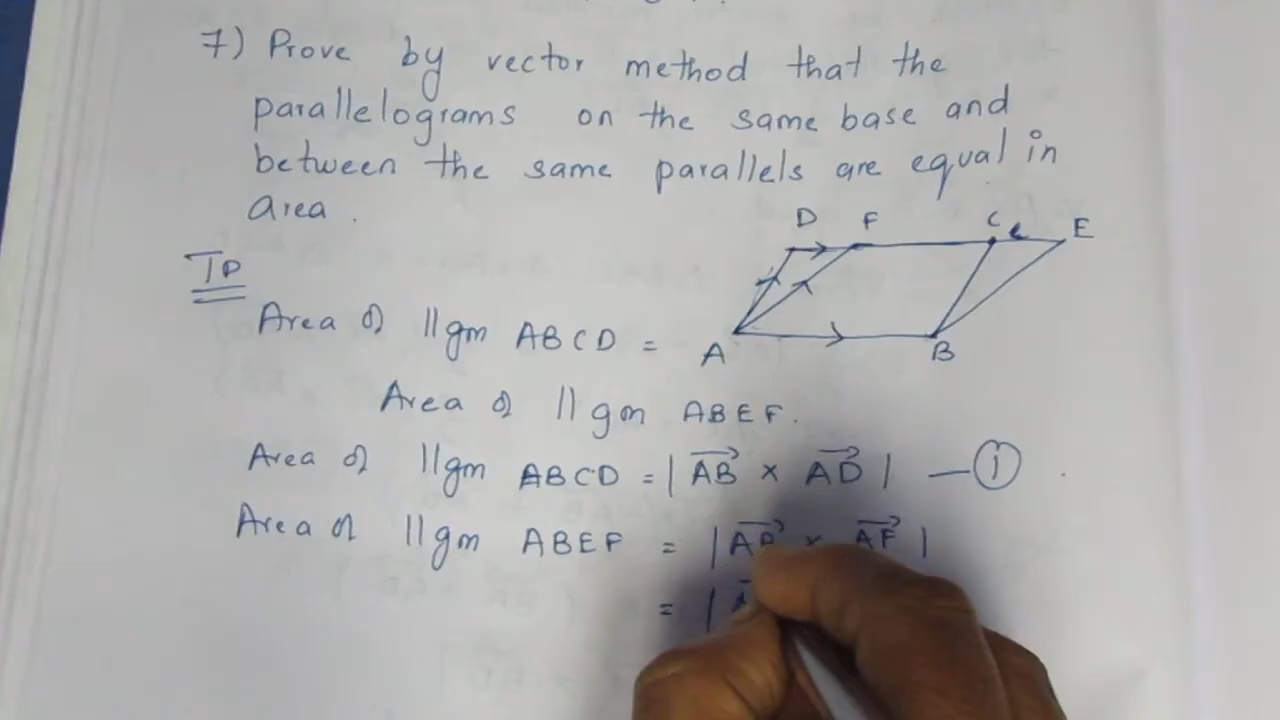 7) Prove by vector method that the
parallelograms on the same base and
between the same parallels are equal in
area.
D F C E
TP
Area of ||gm ABCD =
A B
Area of ||gm ABEF.
Area of ||gm ABCD = |AB × AD| — ①
Area of ||gm ABEF = |AB × AF|
= |